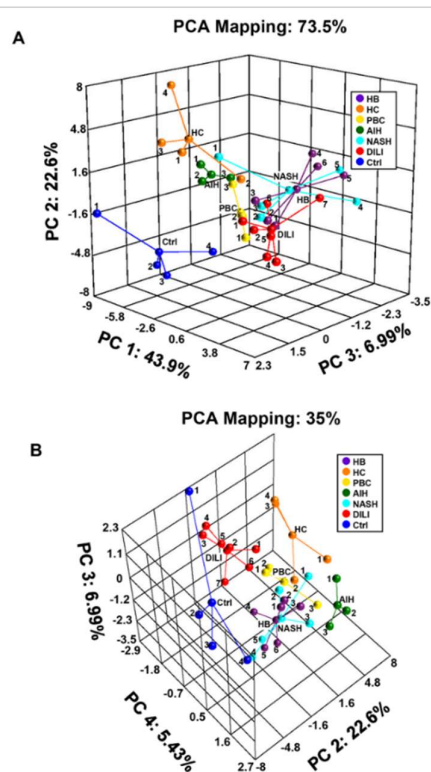 PCA Mapping: 73.5%
A
8
4.8
1.6
-1.6
-4.8
-8
PC 2: 22.6%
-9
-5.8
-2.6
0.6
3.8
7
PC 1: 43.9%
2.3
1.5
0
-1.2
-2.3
-3.5
PC 3: 6.99%
HB
HC
PBC
AIH
NASH
DILI
Ctrl
HC
AIH
PBC
NASH
HB
DILI
Ctrl
PCA Mapping: 35%
B
2.3
1.1
0
-1.2
-2.3
-3.5
PC 3: 6.99%
-2.9
-1.8
-0.7
0.5
1.6
2.7
PC 4: 5.43%
-8
-4.8
-1.6
1.6
4.8
8
PC 2: 22.6%
HB
HC
PBC
AIH
NASH
DILI
Ctrl
DILI
HC
PBC
AIH
Ctrl
HB
NASH